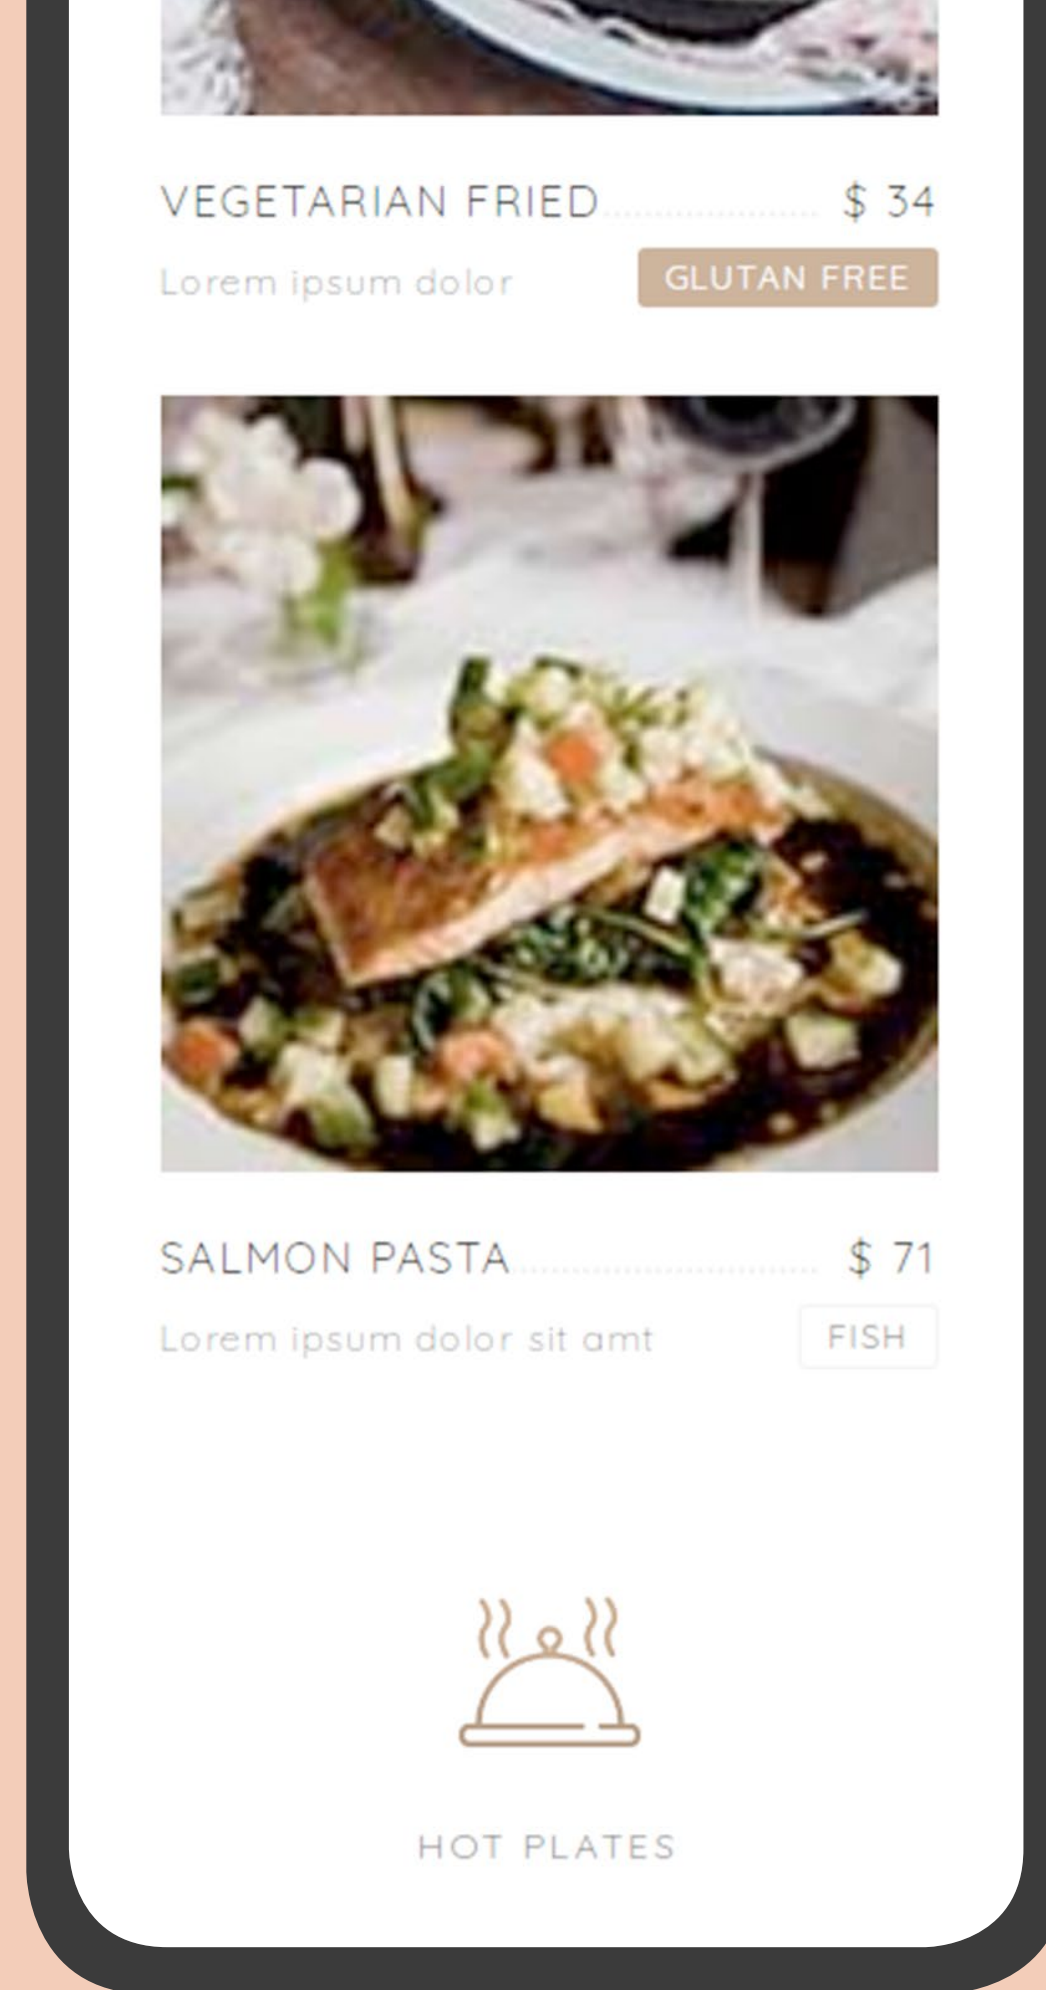 VEGETARIAN FRIED.................... $ 34
Lorem ipsum dolor GLUTAN FREE
SALMON PASTA............................ $ 71
Lorem ipsum dolor sit amt FISH
HOT PLATES